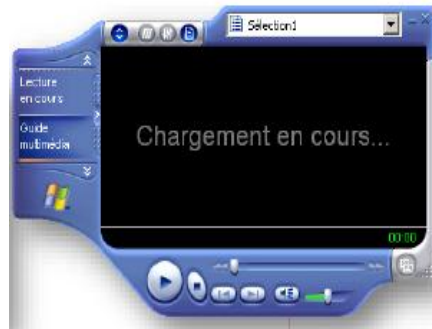 Sélection1
Lecture
en cours
Guide
multimédia
Chargement en cours...
00:00